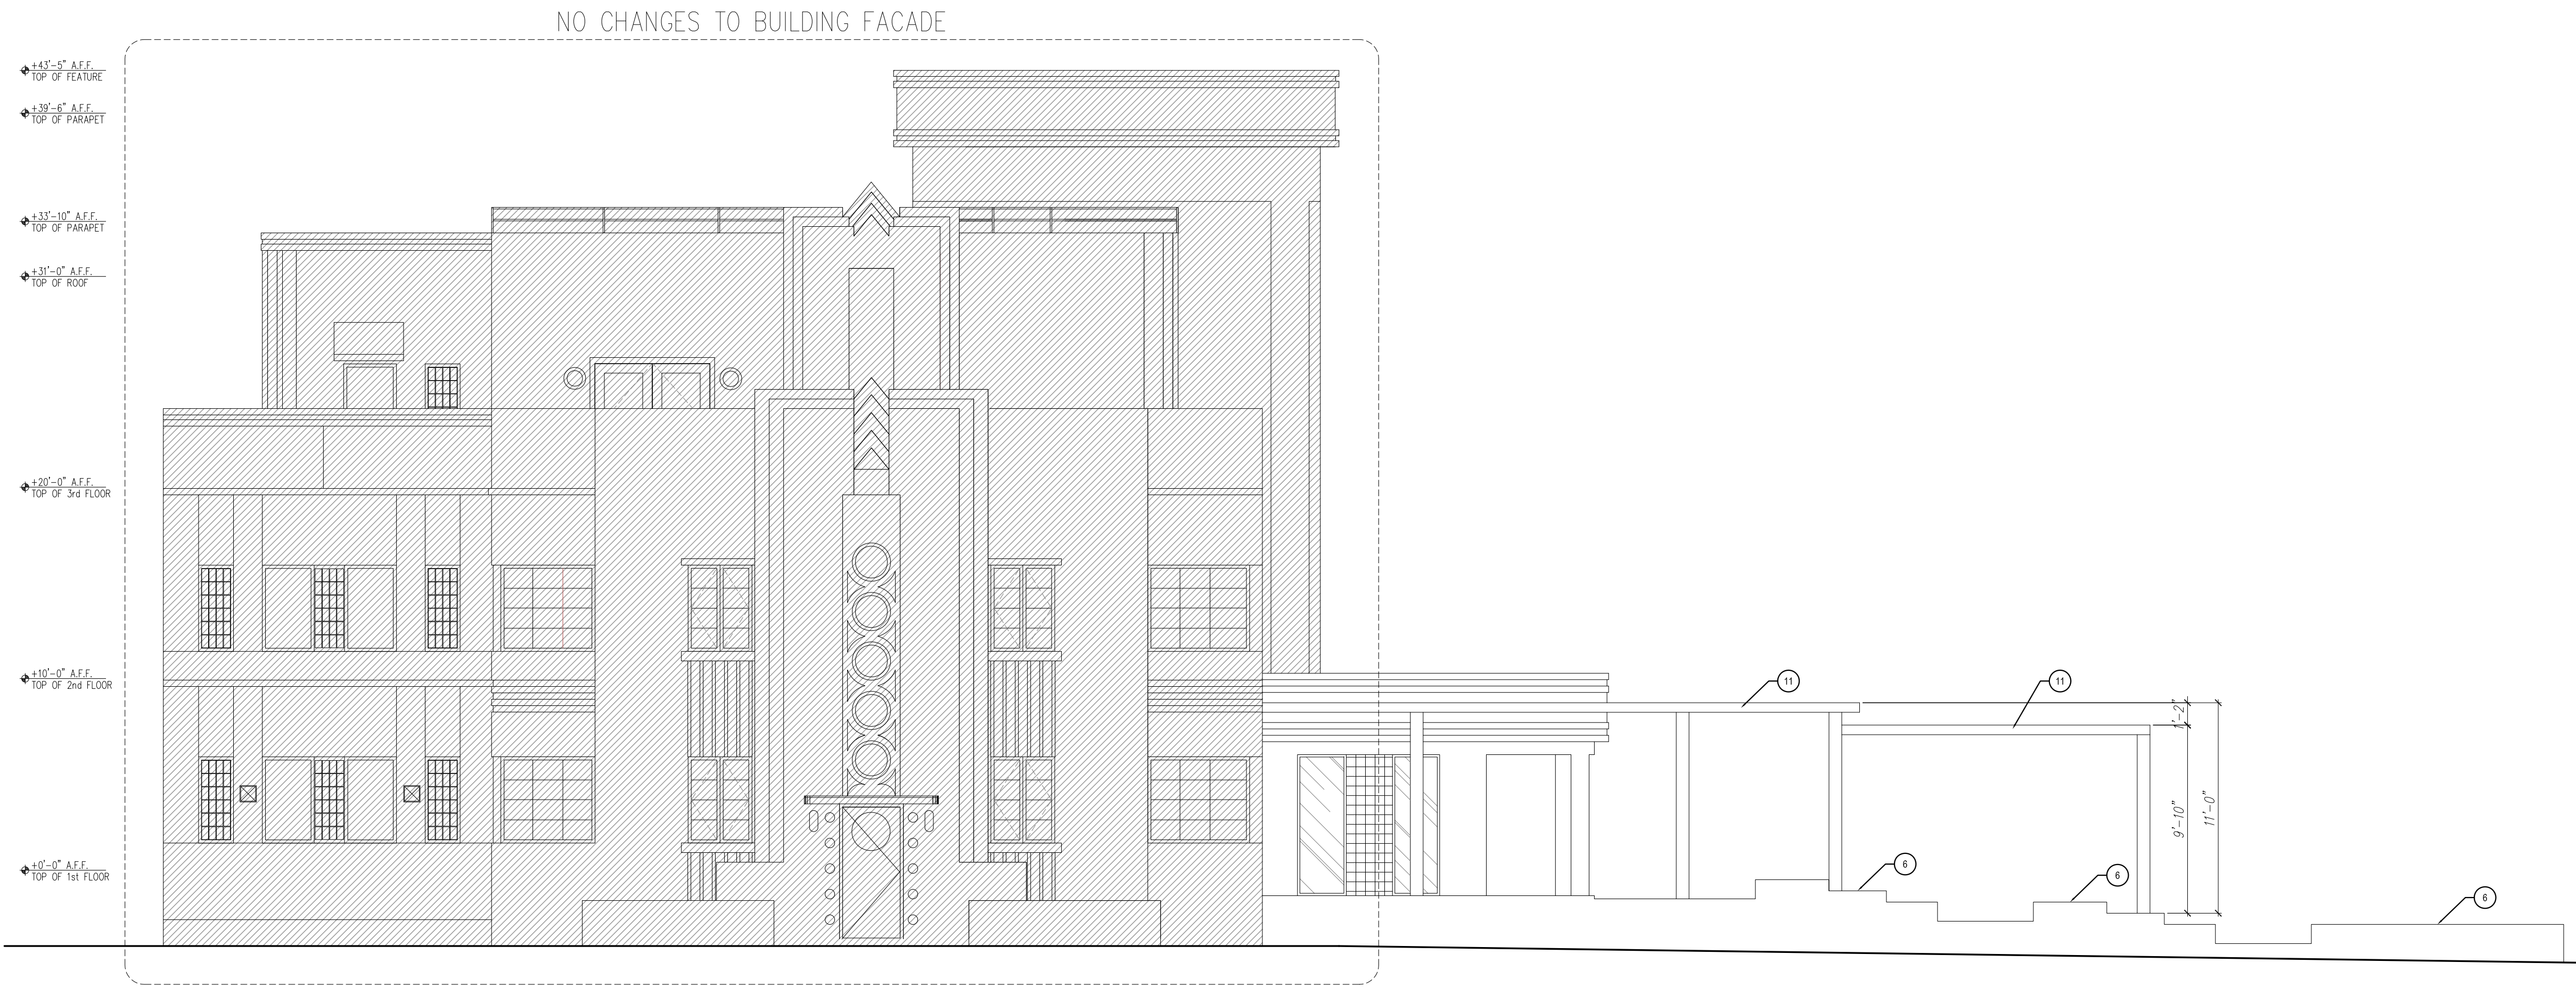 NO CHANGES TO BUILDING FACADE
+43'-5" A.F.F.
TOP OF FEATURE
+39'-6" A.F.F.
TOP OF PARAPET
+33'-10" A.F.F.
TOP OF PARAPET
+31'-0" A.F.F.
TOP OF ROOF
+20'-0" A.F.F.
TOP OF 3rd FLOOR
+10'-0" A.F.F.
TOP OF 2nd FLOOR
+0'-0" A.F.F.
TOP OF 1st FLOOR
11
11
1'-2"
9'-10"
11'-0"
6
6
6